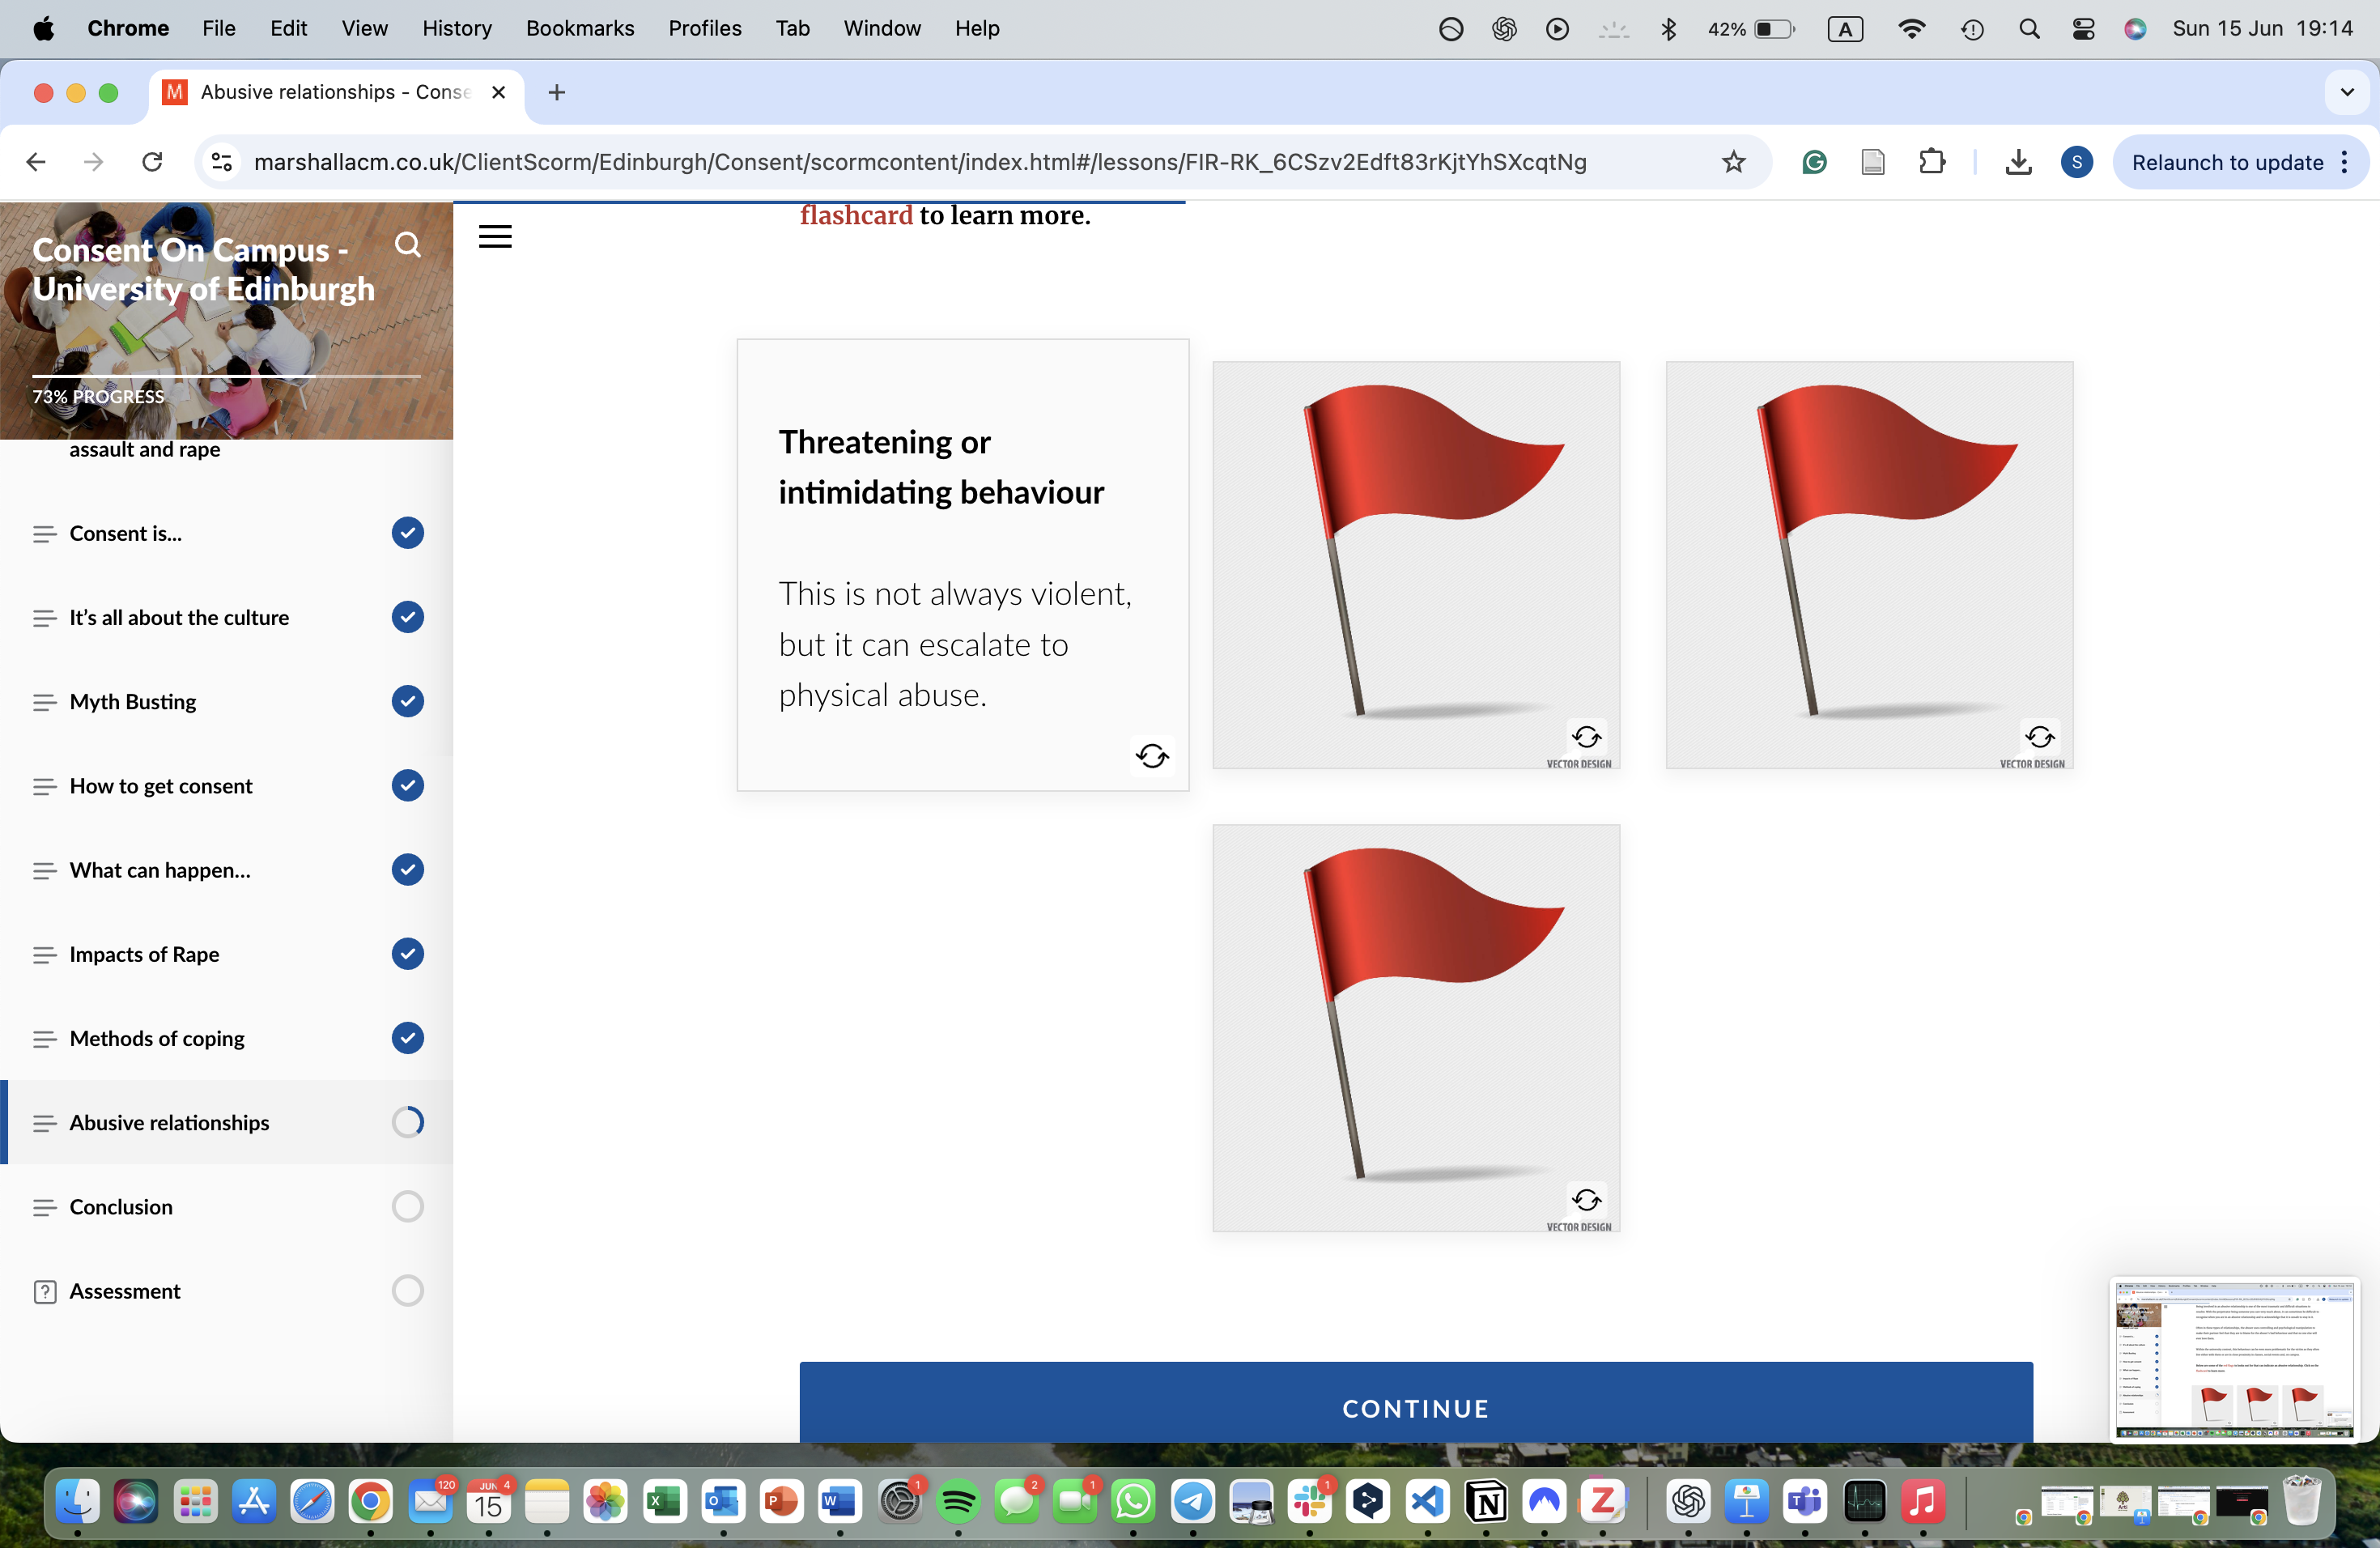 Chrome File Edit View History Bookmarks Profiles Tab Window Help 42% A Sun 15 Jun 19:14
M Abusive relationships - Conse
marshallacm.co.uk/ClientScorm/Edinburgh/Consent/scormcontent/index.html#/lessons/FIR-RK_6CSzv2Edft83rKjtYhSXcqtNg S Relaunch to update
Consent On Campus -
University of Edinburgh
73% PROGRESS
assault and rape
Consent is...
It’s all about the culture
Myth Busting
How to get consent
What can happen...
Impacts of Rape
Methods of coping
Abusive relationships
Conclusion
? Assessment
flashcard to learn more.
Threatening or
intimidating behaviour
This is not always violent,
but it can escalate to
physical abuse.
VECTOR DESIGN
VECTOR DESIGN
VECTOR DESIGN
CONTINUE
120 JUN 4 1 2 1 1
15 X O P W N Z T